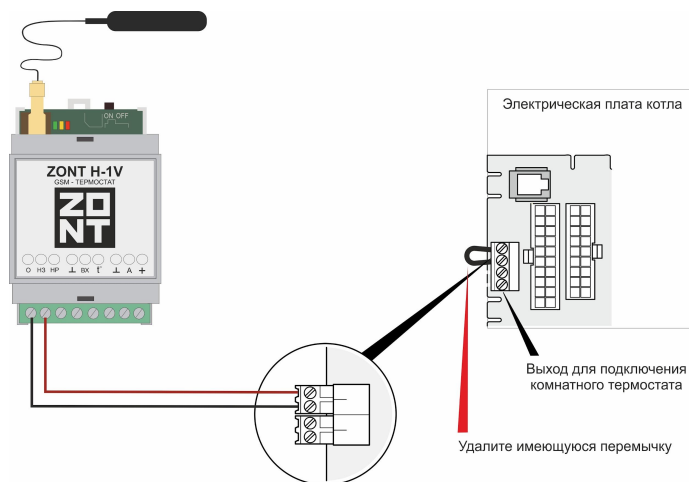 ON OFF
ZONT H-1V
GSM - ТЕРМОСТАТ
ZO
NT
О НЗ НР ⊥ ВХ t° ⊥ А +
Электрическая плата котла
Выход для подключения
комнатного термостата
Удалите имеющуюся перемычку